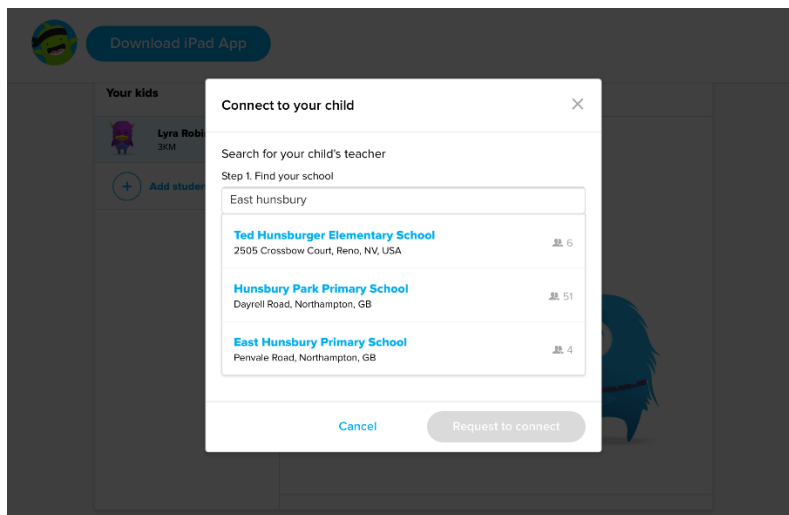 Download iPad App
Your kids
Connect to your child
Lyra Robi
3KM
Search for your child's teacher
Step 1. Find your school
Add studen
East hunsbury
Ted Hunsburger Elementary School
2505 Crossbow Court, Reno, NV, USA
6
Hunsbury Park Primary School
Dayrell Road, Northampton, GB
51
East Hunsbury Primary School
Penvale Road, Northampton, GB
4
Cancel
Request to connect